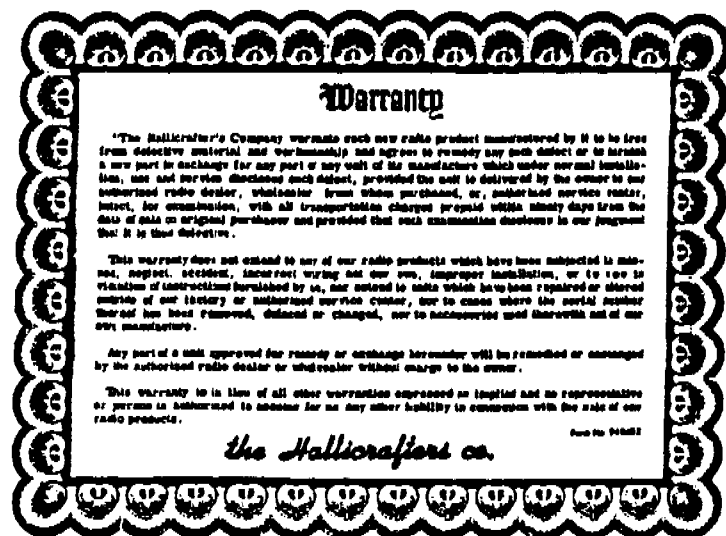 Warranty
"The Hallicrafter's Company warrants each new radio product manufactured by it to be free
from defective material and workmanship and agrees to remedy any such defect or to furnish
a new part in exchange for any part of any unit of its manufacture which under normal installa-
tion, use and service discloses such defect, provided the unit is delivered by the owner to our
authorized radio dealer, wholesaler from whom purchased, or, authorized service center,
intact, for examination, with all transportation charges prepaid within ninety days from the
date of sale to original purchaser and provided that such examination discloses in our judgment
that it is thus defective.
This warranty does not extend to any of our radio products which have been subjected to mis-
use, neglect, accident, incorrect wiring not our own, improper installation, or to use in
violation of instructions furnished by us, nor extend to units which have been repaired or altered
outside of our factory or authorized service center, nor to cases where the serial number
thereof has been removed, defaced or changed, nor to accessories used therewith not of our
own manufacture.
Any part of a unit approved for remedy or exchange hereunder will be remedied or exchanged
by the authorized radio dealer or wholesaler without charge to the owner.
This warranty is in lieu of all other warranties expressed or implied and no representative
or person is authorized to assume for us any other liability in connection with the sale of our
radio products.
Form No.
the Hallicrafters co.